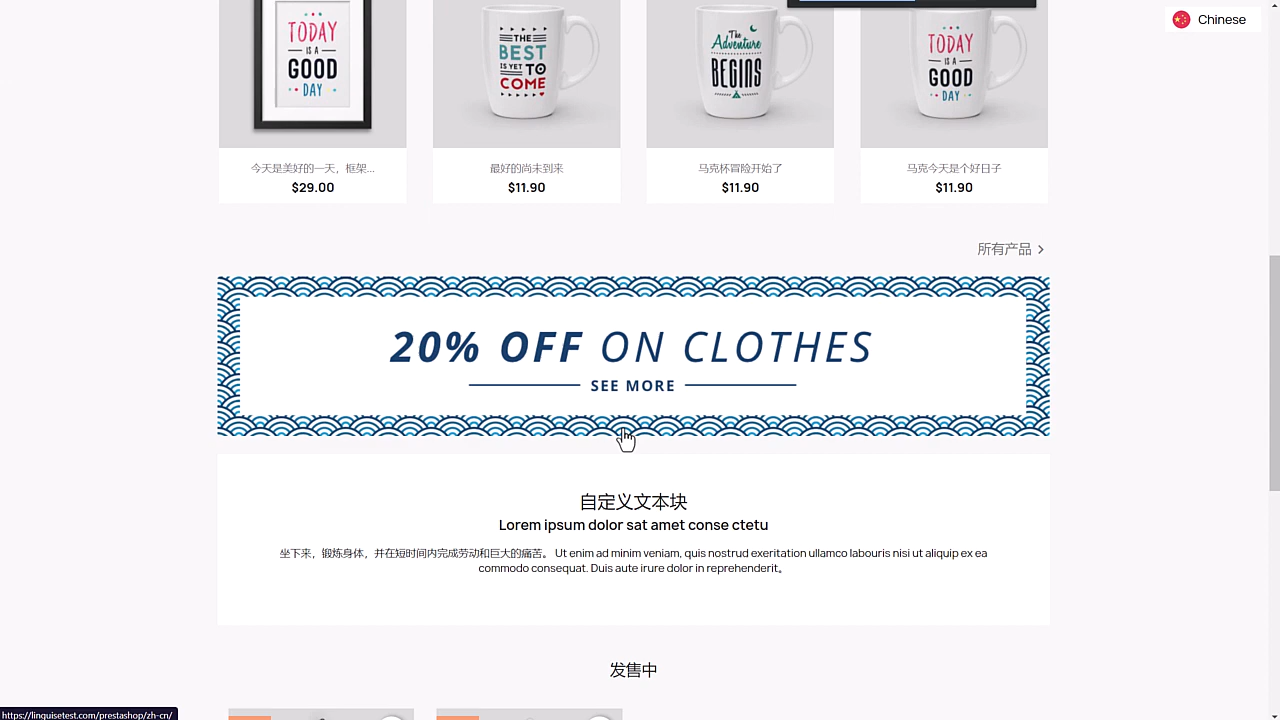 Chinese
TODAY
IS A
GOOD
DAY
THE
BEST
IS YET TO
COME
The
Adventure
BEGINS
TODAY
IS A
GOOD
DAY
今天是美好的一天，框架...
最好的尚未到来
马克杯冒险开始了
马克今天是个好日子
$29.00
$11.90
$11.90
$11.90
所有产品
20% OFF ON CLOTHES
SEE MORE
自定义文本块
Lorem ipsum dolor sat amet conse ctetu
坐下来，锻炼身体，并在短时间内完成劳动和巨大的痛苦。 Ut enim ad minim veniam, quis nostrud exeritation ullamco labouris nisi ut aliquip ex ea
commodo consequat. Duis aute irure dolor in reprehenderit。
发售中
https://linguisetest.com/prestashop/zh-cn/